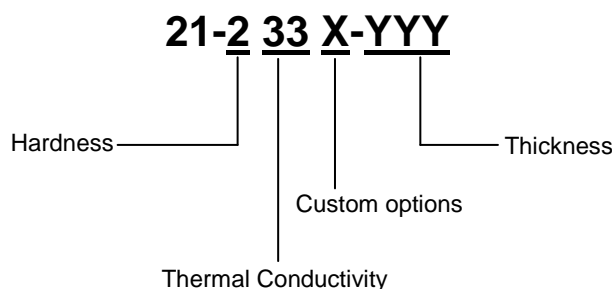 21-2 33 X-YYY
Hardness
Thickness
Custom options
Thermal Conductivity